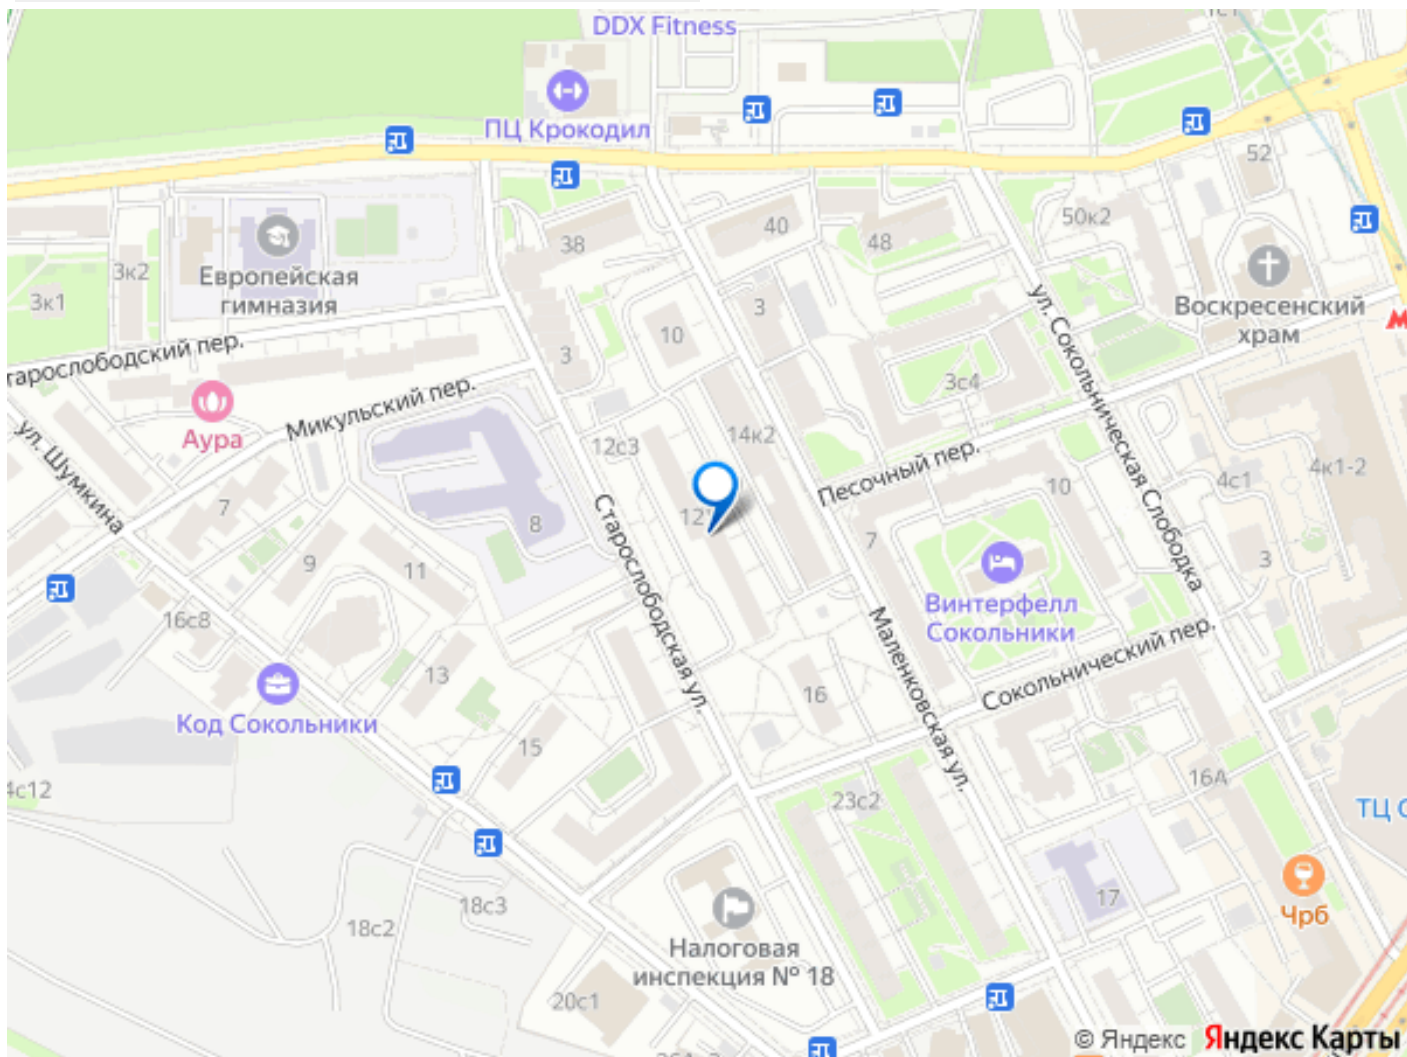 DDX Fitness
ПЦ Крокодил
52
50к2
40
48
38
Европейская
гимназия
3к2
3к1
Воскресенский
храм
ул. Сокольническая Слободка
3
10
3
3с4
тарослободский пер.
Микульский пер.
Аура
ул. Шумкина
12с3
14к2
Песочный пер.
10
4с1
4к1-2
7
8
12
7
3
9
11
Старослободская ул.
Винтерфелл
Сокольники
16с8
Маленковская ул.
Сокольнический пер.
13
16
Код Сокольники
15
16А
4с12
23с2
ТЦ С
17
18с3
18с2
Чрб
Налоговая
инспекция № 18
20с1
© Яндекс Яндекс Карты